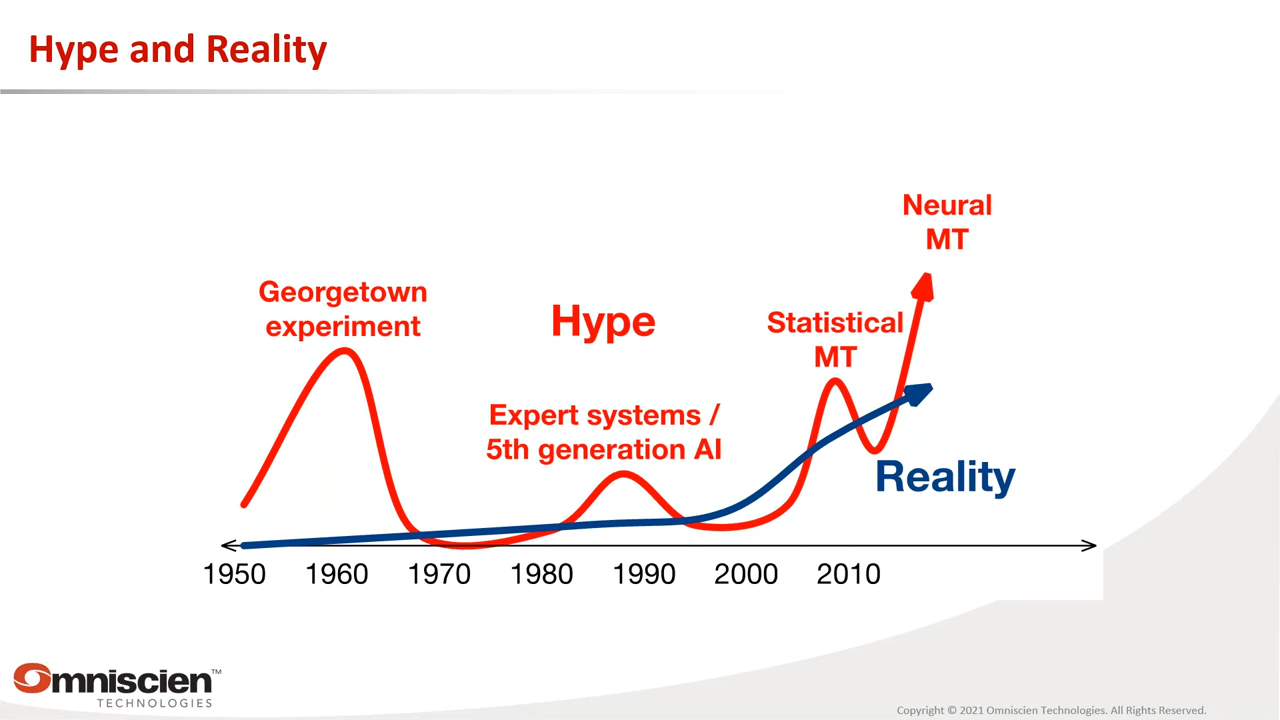 Hype and Reality
Neural
MT
Georgetown
experiment
Hype
Statistical
MT
Expert systems /
5th generation AI
Reality
1950 1960 1970 1980 1990 2000 2010
Omniscien™
TECHNOLOGIES
Copyright © 2021 Omniscien Technologies. All Rights Reserved.